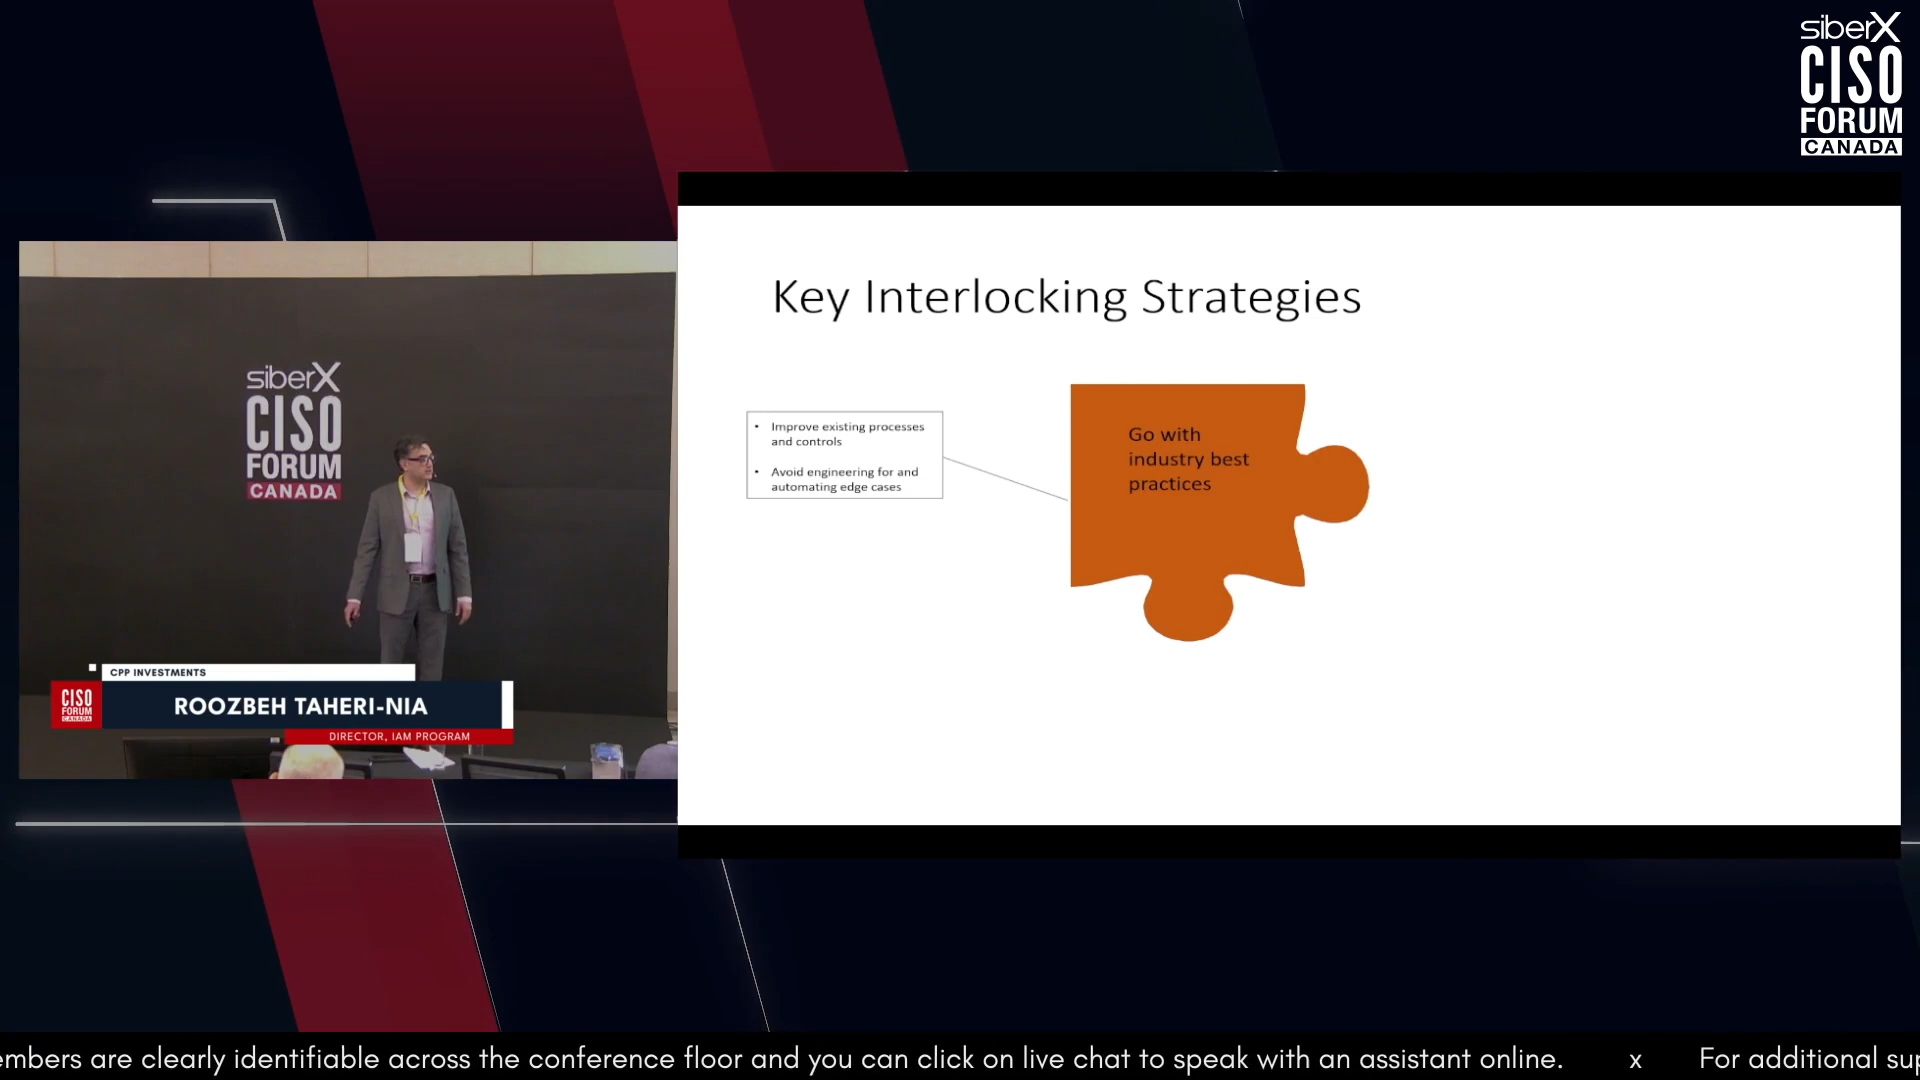 siberX
CISO
FORUM
CANADA
Key Interlocking Strategies
• Improve existing processes
and controls
• Avoid engineering for and
automating edge cases
Go with
industry best
practices
siberX
CISO
FORUM
CANADA
CPP INVESTMENTS
CISO
FORUM
CANADA
ROOZBEH TAHERI-NIA
DIRECTOR, IAM PROGRAM
are clearly identifiable across the conference floor and you can click on live chat to speak with an assistant online. x For additional